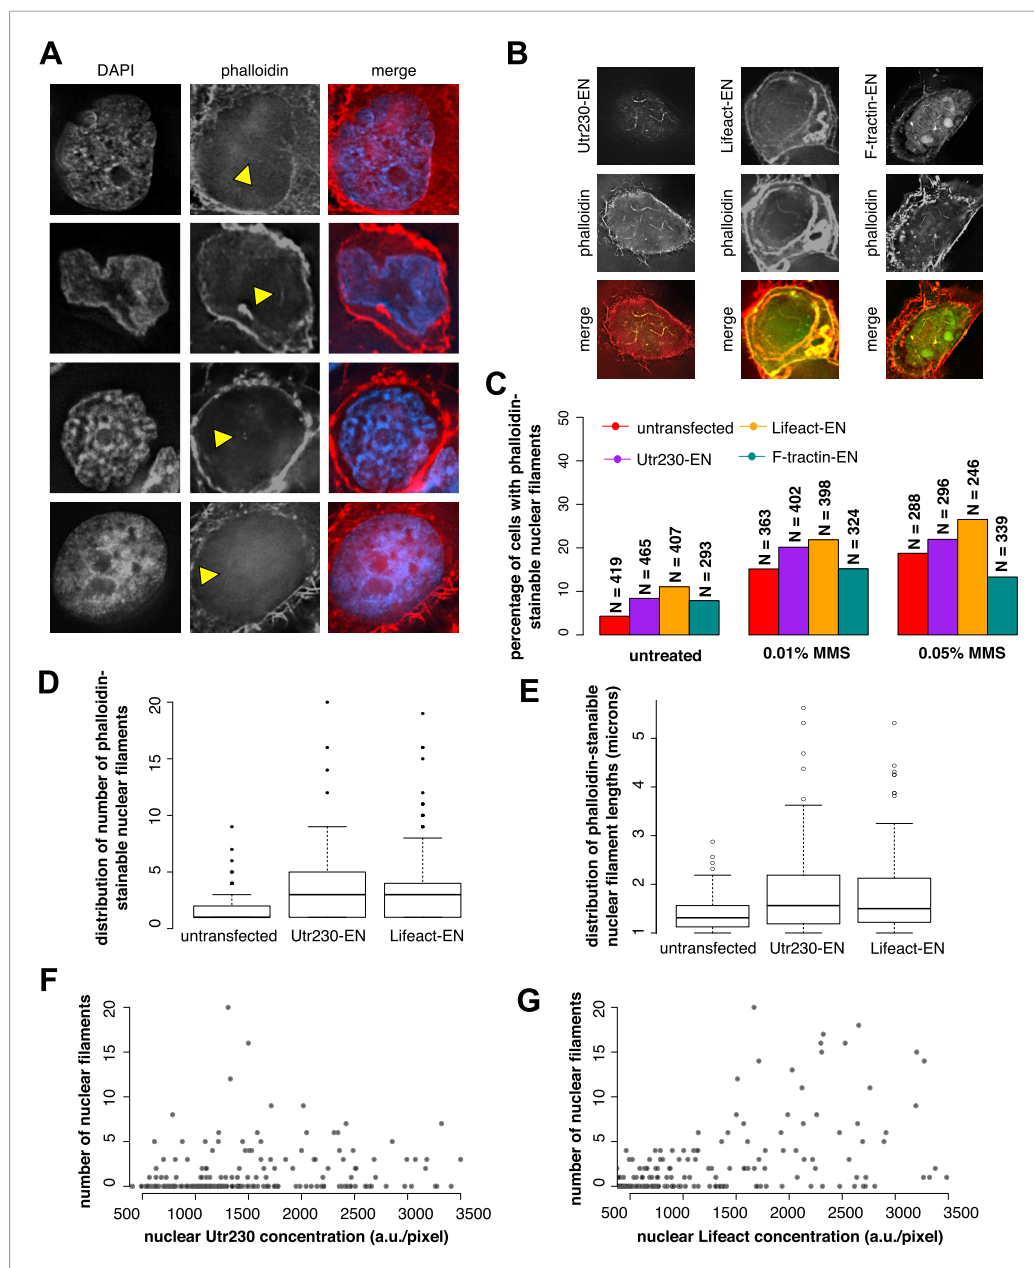 A
DAPI
phalloidin
merge
B
Utr230-EN
Lifeact-EN
F-tractin-EN
phalloidin
phalloidin
phalloidin
merge
merge
merge
C
percentage of cells with phalloidin-
stainable nuclear filaments
50
40
30
20
10
0
untransfected
Lifeact-EN
Utr230-EN
F-tractin-EN
N = 419
N = 465
N = 407
N = 293
N = 363
N = 402
N = 398
N = 324
N = 288
N = 296
N = 246
N = 339
untreated
0.01% MMS
0.05% MMS
D
distribution of number of phalloidin-
stainable nuclear filaments
20
15
10
5
0
untransfected
Utr230-EN
Lifeact-EN
E
distribution of phalloidin-stanaible
nuclear filament lengths (microns)
5
4
3
2
1
untransfected
Utr230-EN
Lifeact-EN
F
number of nuclear filaments
20
15
10
5
0
500 1000 1500 2000 2500 3000 3500
nuclear Utr230 concentration (a.u./pixel)
G
number of nuclear filaments
20
15
10
5
0
500 1000 1500 2000 2500 3000 3500
nuclear Lifeact concentration (a.u./pixel)